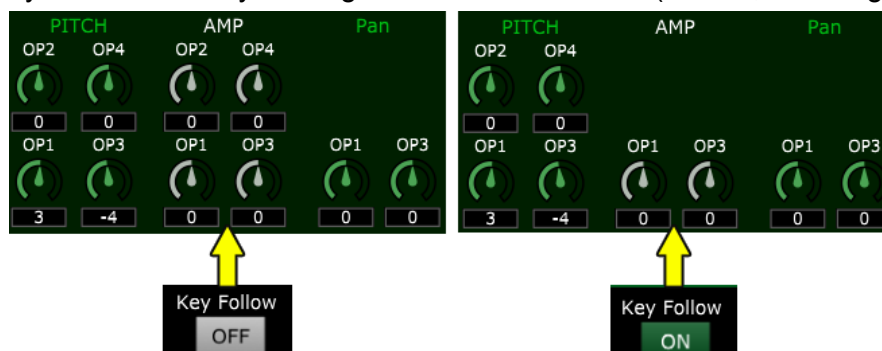 PITCH AMP Pan PITCH AMP Pan
OP2 OP4 OP2 OP4 OP2 OP4
0 0 0 0 0 0
OP1 OP3 OP1 OP3 OP1 OP3 OP1 OP3 OP1 OP3 OP1 OP3
3 -4 0 0 0 0 3 -4 0 0 0 0
Key Follow Key Follow
OFF ON